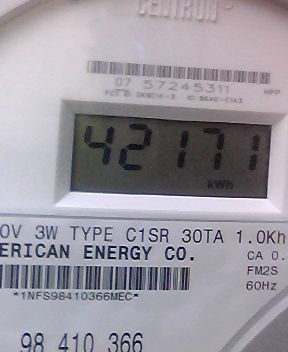 CENTRON®
07 57245311
42171
kWh
0V 3W TYPE C1SR 30TA 1.0Kh
ERICAN ENERGY CO.
CA 0.
FM2S
*1NFS98410366MEC*
60Hz
98 410 366